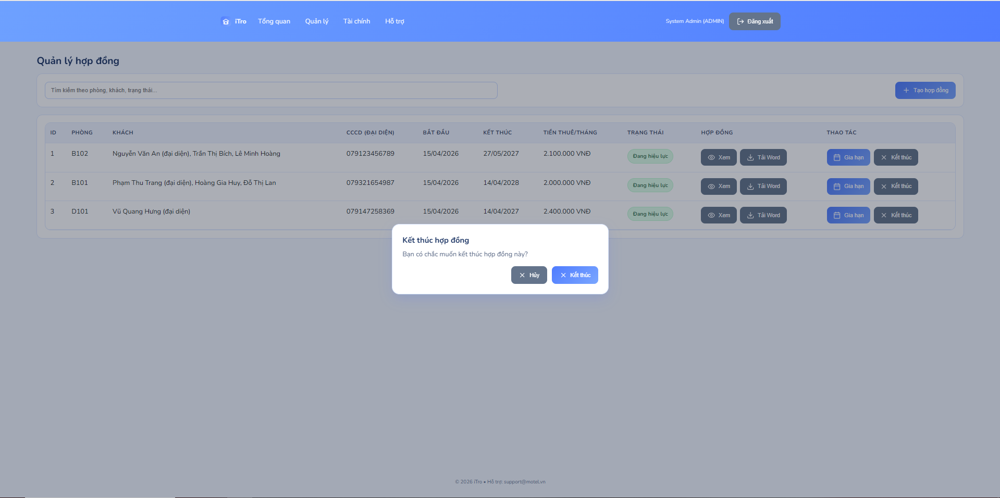 iTro Tổng quan Quản lý Tài chính Hỗ trợ System Admin (ADMIN) Đăng xuất
Quản lý hợp đồng
Tìm kiếm theo phòng, khách, trạng thái... Tạo hợp đồng
ID PHÒNG KHÁCH CCCD (ĐẠI DIỆN) BẮT ĐẦU KẾT THÚC TIỀN THUÊ/THÁNG TRẠNG THÁI HỢP ĐỒNG THAO TÁC
1 B102 Nguyễn Văn An (đại diện), Trần Thị Bích, Lê Minh Hoàng 079123456789 15/04/2026 27/05/2027 2.100.000 VNĐ Đang hiệu lực Xem Tải Word Gia hạn Kết thúc
2 B101 Phạm Thu Trang (đại diện), Hoàng Gia Huy, Đỗ Thị Lan 079321654987 15/04/2026 14/04/2028 2.000.000 VNĐ Đang hiệu lực Xem Tải Word Gia hạn Kết thúc
3 D101 Vũ Quang Hưng (đại diện) 079147258369 15/04/2026 14/04/2027 2.400.000 VNĐ Đang hiệu lực Xem Tải Word Gia hạn Kết thúc
Kết thúc hợp đồng
Bạn có chắc muốn kết thúc hợp đồng này?
Hủy Kết thúc
© 2026 iTro • Hỗ trợ: support@motel.vn